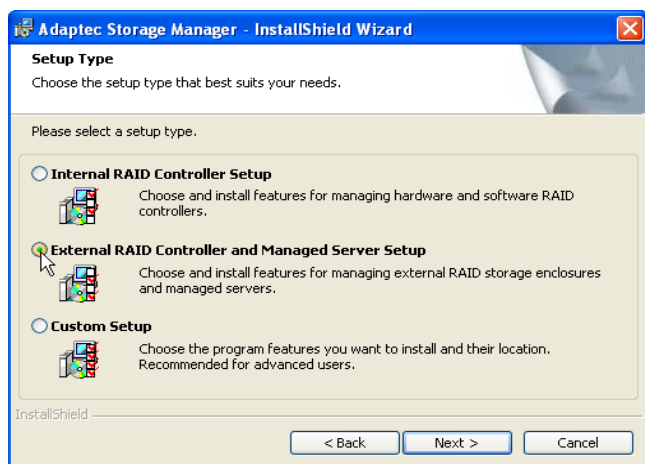 Adaptec Storage Manager - InstallShield Wizard
Setup Type
Choose the setup type that best suits your needs.
Please select a setup type.
Internal RAID Controller Setup
Choose and install features for managing hardware and software RAID
controllers.
External RAID Controller and Managed Server Setup
Choose and install features for managing external RAID storage enclosures
and managed servers.
Custom Setup
Choose the program features you want to install and their location.
Recommended for advanced users.
InstallShield
< Back Next > Cancel